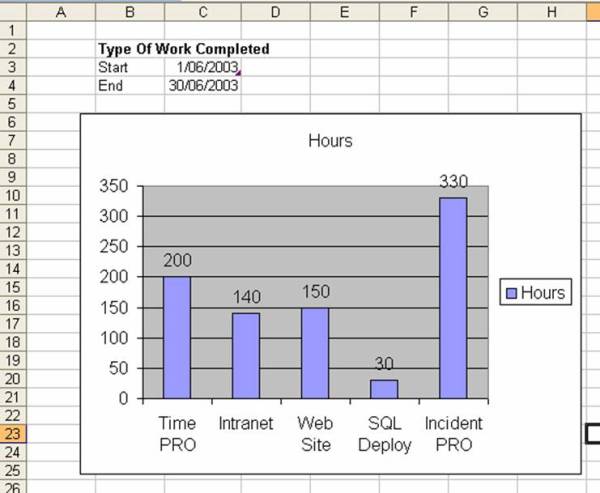 A B C D E F G H
1
2 Type Of Work Completed
3 Start 1/06/2003
4 End 30/06/2003
5
6
7 Hours
8
9
10 350 330
11 300
12
13 250
14 200 200
15 Hours
16 150 140 150
17
18 100
19 50 30
20
21 0
22
23 Time Intranet Web SQL Incident
24 PRO Site Deploy PRO
25
26